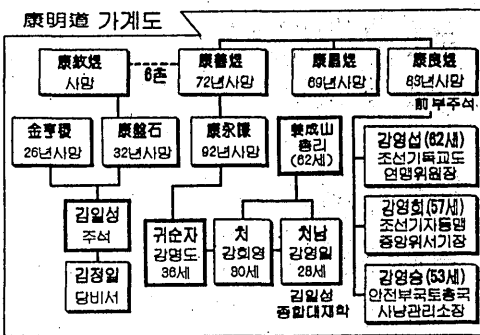 康明道 가계도
康敦煜
사망
6촌
康善煜
72년사망
康昌煜
69년사망
康良煜
83년사망
前 부주석
金亨稷
26년사망
康盤石
32년사망
康永
92년사망
姜成山
총리
(62세)
강영섭(62세)
조선기독교도
연맹위원장
강영희(57세)
조선기자동맹
중앙위서기장
강영승(53세)
안전부국토총국
사냥관리소장
김일성
주석
김정일
당비서
귀순자
강명도
36세
처
강희영
30세
처남
강영일
28세
김일성
종합대재학